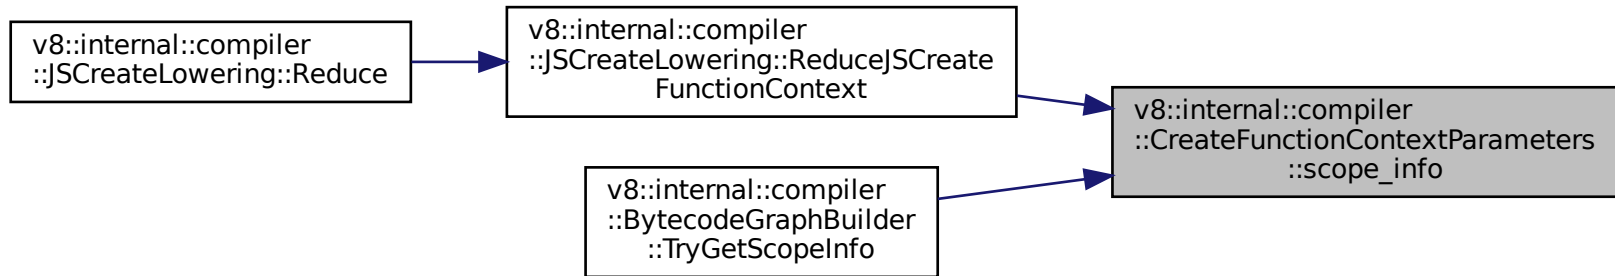 v8::internal::compiler
::JSCreateLowering::Reduce
v8::internal::compiler
::JSCreateLowering::ReduceJSCreate
FunctionContext
v8::internal::compiler
::CreateFunctionContextParameters
::scope_info
v8::internal::compiler
::BytecodeGraphBuilder
::TryGetScopeInfo